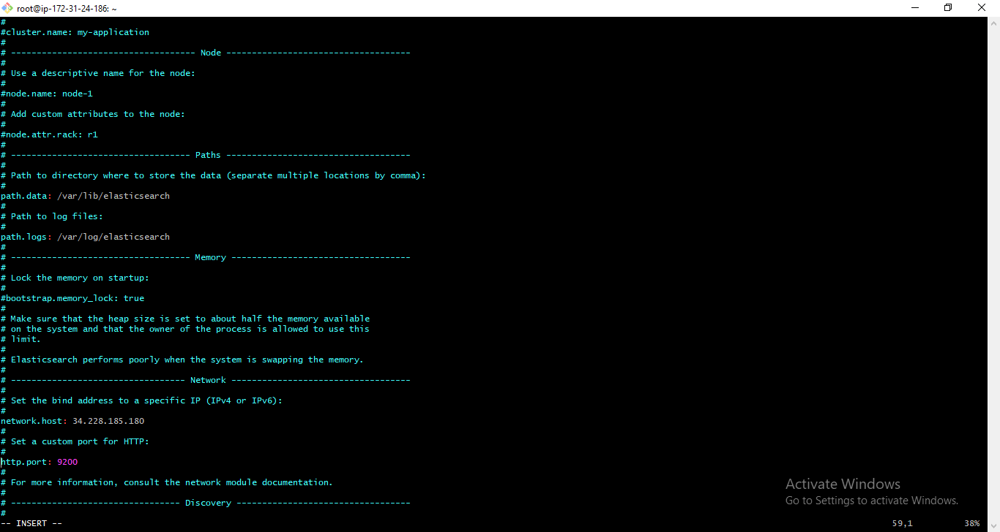 root@ip-172-31-24-186: ~
#
#cluster.name: my-application
#
# ------------------------------------ Node ------------------------------------
#
# Use a descriptive name for the node:
#
#node.name: node-1
#
# Add custom attributes to the node:
#
#node.attr.rack: r1
#
# ----------------------------------- Paths ------------------------------------
#
# Path to directory where to store the data (separate multiple locations by comma):
#
path.data: /var/lib/elasticsearch
#
# Path to log files:
#
path.logs: /var/log/elasticsearch
#
# ----------------------------------- Memory -----------------------------------
#
# Lock the memory on startup:
#
#bootstrap.memory_lock: true
#
# Make sure that the heap size is set to about half the memory available
# on the system and that the owner of the process is allowed to use this
# limit.
#
# Elasticsearch performs poorly when the system is swapping the memory.
#
# ---------------------------------- Network -----------------------------------
#
# Set the bind address to a specific IP (IPv4 or IPv6):
#
network.host: 34.228.185.180
#
# Set a custom port for HTTP:
#
http.port: 9200
#
# For more information, consult the network module documentation.
#
# --------------------------------- Discovery ----------------------------------
#
-- INSERT --
59,1
38%
Activate Windows
Go to Settings to activate Windows.